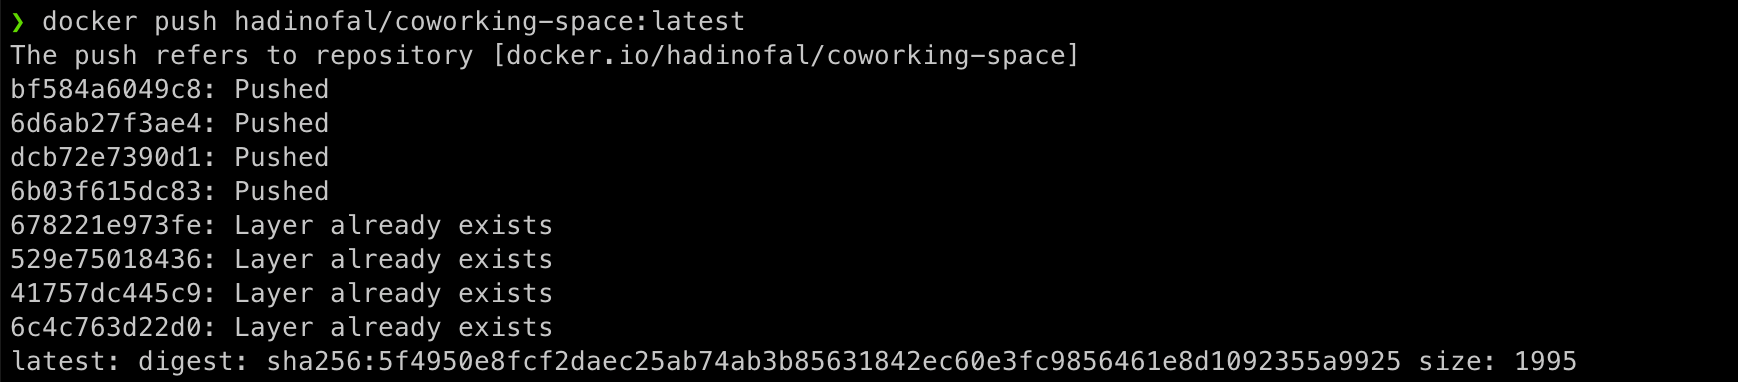 ❯ docker push hadinofal/coworking-space:latest
The push refers to repository [docker.io/hadinofal/coworking-space]
bf584a6049c8: Pushed
6d6ab27f3ae4: Pushed
dcb72e7390d1: Pushed
6b03f615dc83: Pushed
678221e973fe: Layer already exists
529e75018436: Layer already exists
41757dc445c9: Layer already exists
6c4c763d22d0: Layer already exists
latest: digest: sha256:5f4950e8fcf2daec25ab74ab3b85631842ec60e3fc9856461e8d1092355a9925 size: 1995